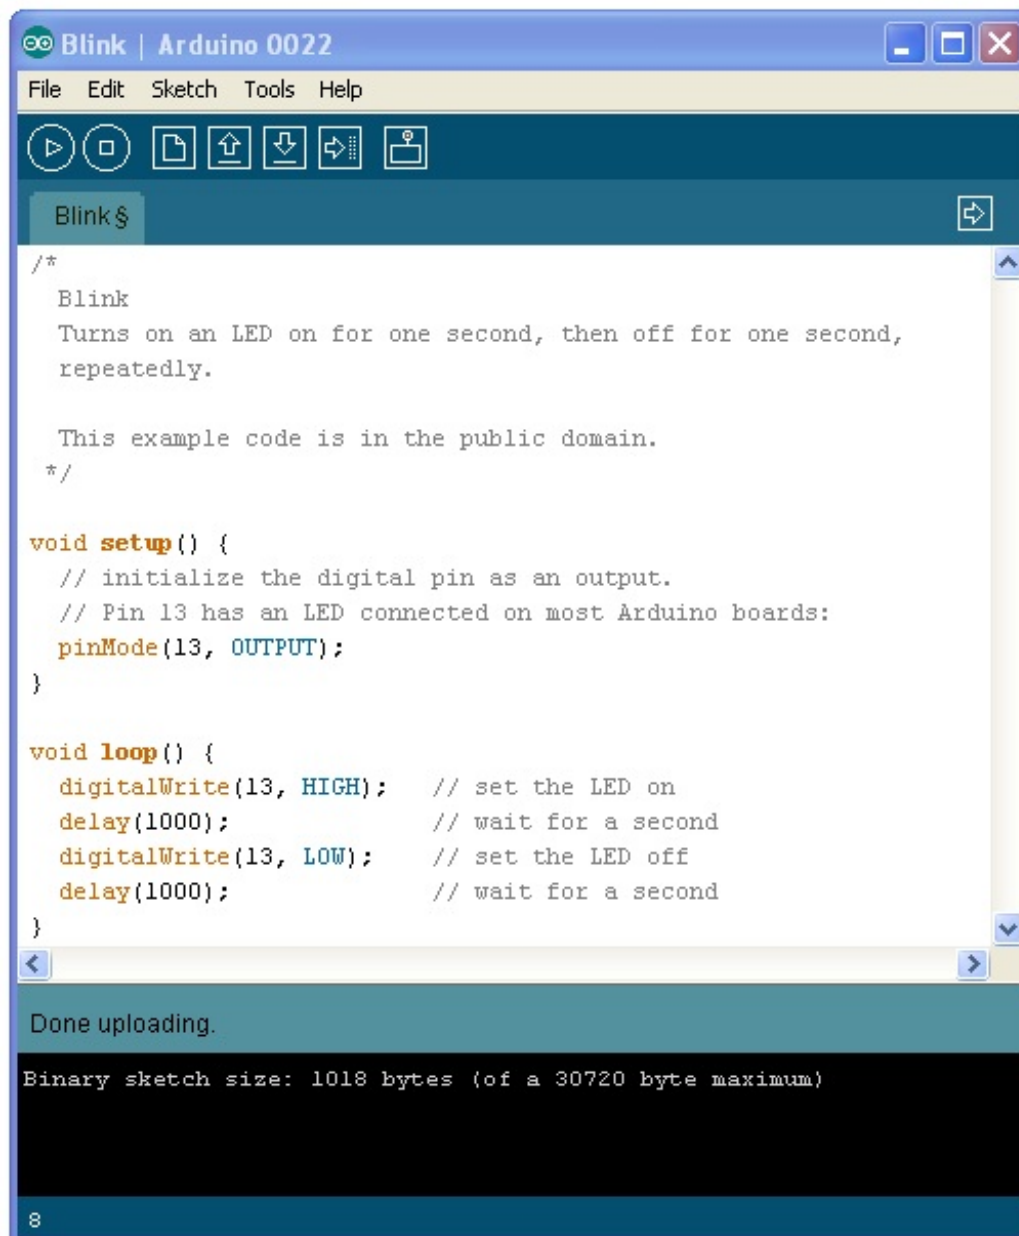 Blink | Arduino 0022
File Edit Sketch Tools Help
Blink §
/*
  Blink
  Turns on an LED on for one second, then off for one second,
  repeatedly.

  This example code is in the public domain.
 */

void setup() {
  // initialize the digital pin as an output.
  // Pin 13 has an LED connected on most Arduino boards:
  pinMode(13, OUTPUT);
}

void loop() {
  digitalWrite(13, HIGH);   // set the LED on
  delay(1000);              // wait for a second
  digitalWrite(13, LOW);    // set the LED off
  delay(1000);              // wait for a second
}
Done uploading.
Binary sketch size: 1018 bytes (of a 30720 byte maximum)
8